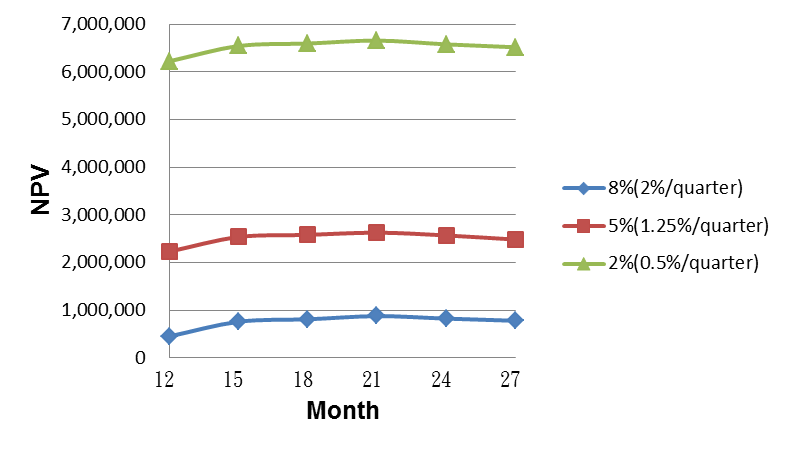 7,000,000
6,000,000
5,000,000
4,000,000
3,000,000
2,000,000
1,000,000
0
NPV
12 15 18 21 24 27
Month
8%(2%/quarter)
5%(1.25%/quarter)
2%(0.5%/quarter)